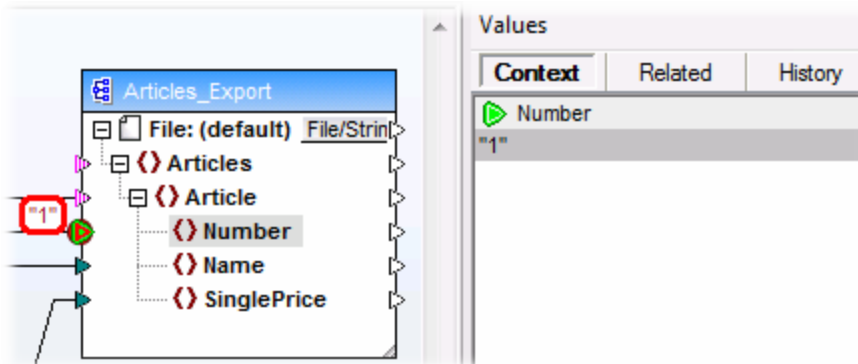 Values
Context Related History
Number
"1"
Articles_Export
File: (default) File/Strin
Articles
Article
"1"
Number
Name
SinglePrice